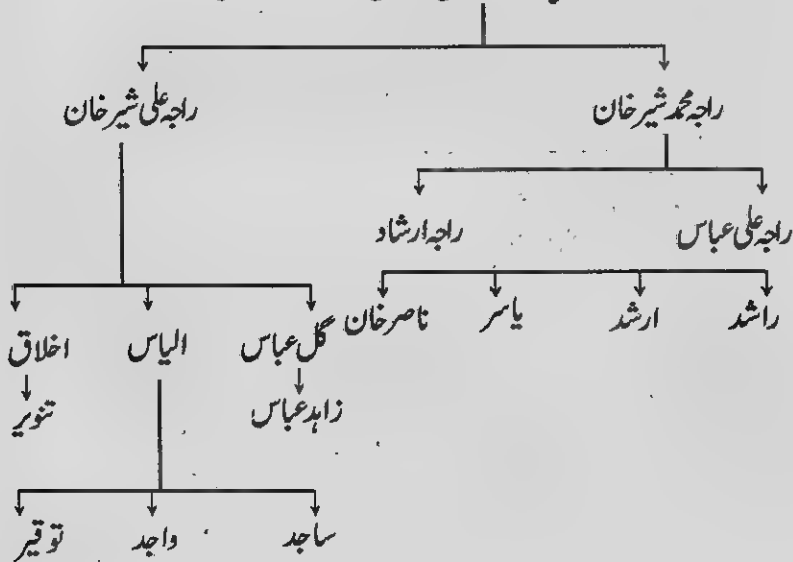 راجہ محمد شیر خان راجہ علی شیر خان
راجہ علی عباس راجہ ارشاد
راشد ارشد یاسر ناصر خان گل عباس الیاس اخلاق
زاہد عباس تنویر
ساجد واجد توقیر